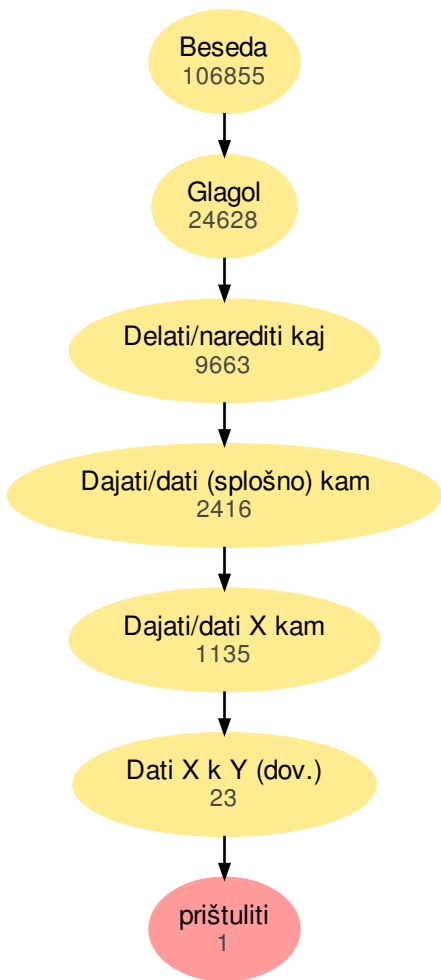 Beseda
106855
Glagol
24628
Delati/narediti kaj
9663
Dajati/dati (splošno) kam
2416
Dajati/dati X kam
1135
Dati X k Y (dov.)
23
prištuliti
1